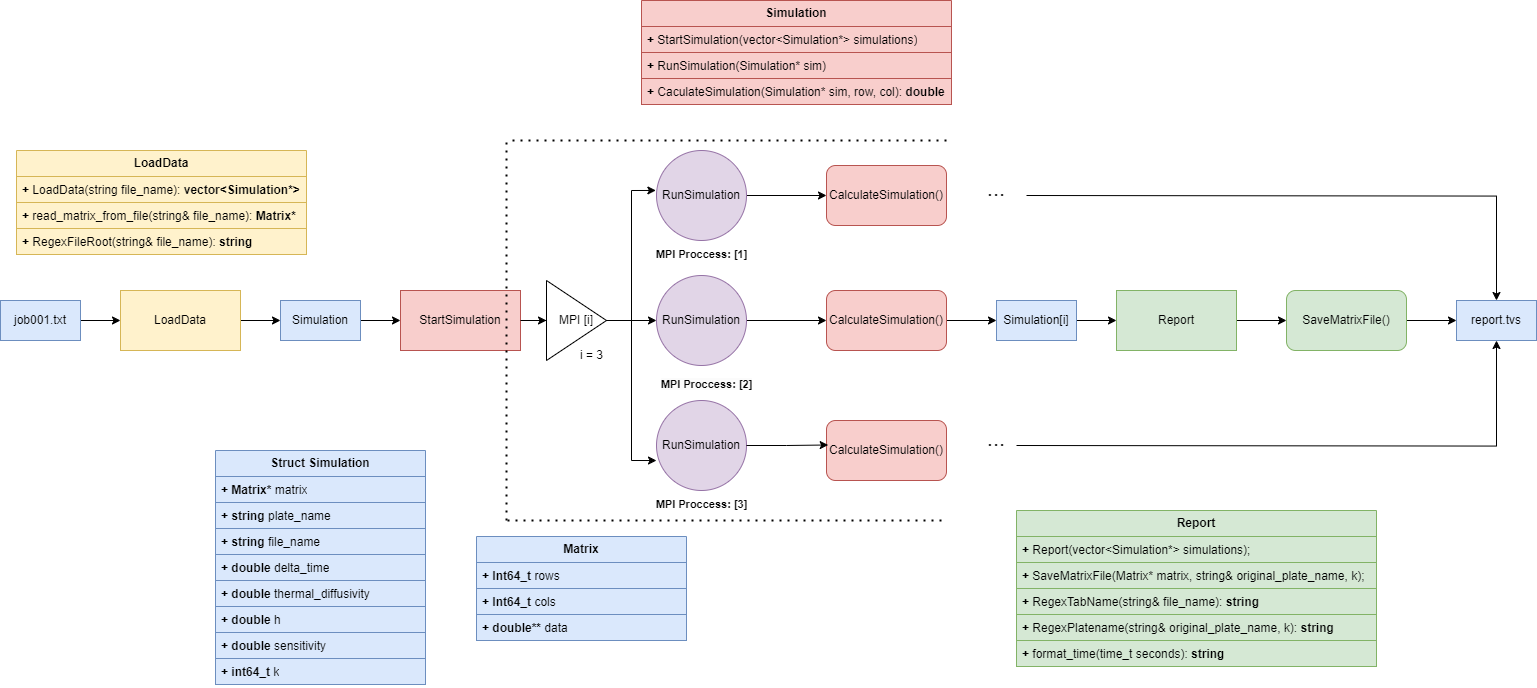 Simulation
+ StartSimulation(vector<Simulation*> simulations)
+ RunSimulation(Simulation* sim)
+ CaculateSimulation(Simulation* sim, row, col): double
LoadData
+ LoadData(string file_name): vector<Simulation*>
+ read_matrix_from_file(string& file_name): Matrix*
+ RegexFileRoot(string& file_name): string
RunSimulation
CalculateSimulation()
...
MPI Proccess: [1]
job001.txt
LoadData
Simulation
StartSimulation
MPI [i]
i = 3
RunSimulation
CalculateSimulation()
Simulation[i]
Report
SaveMatrixFile()
report.tvs
MPI Proccess: [2]
RunSimulation
CalculateSimulation()
...
MPI Proccess: [3]
Struct Simulation
+ Matrix* matrix
+ string plate_name
+ string file_name
+ double delta_time
+ double thermal_diffusivity
+ double h
+ double sensitivity
+ int64_t k
Matrix
+ Int64_t rows
+ Int64_t cols
+ double** data
Report
+ Report(vector<Simulation*> simulations);
+ SaveMatrixFile(Matrix* matrix, string& original_plate_name, k);
+ RegexTabName(string& file_name): string
+ RegexPlatename(string& original_plate_name, k): string
+ format_time(time_t seconds): string